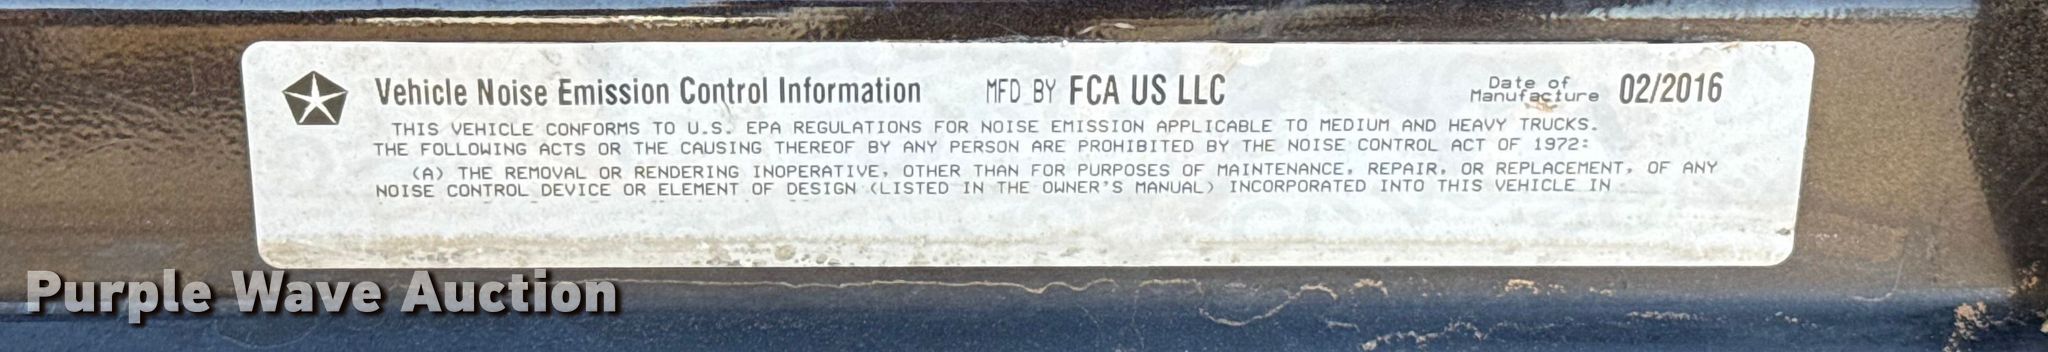 Vehicle Noise Emission Control Information MFD BY FCA US LLC Date of Manufacture 02/2016
THIS VEHICLE CONFORMS TO U.S. EPA REGULATIONS FOR NOISE EMISSION APPLICABLE TO MEDIUM AND HEAVY TRUCKS.
THE FOLLOWING ACTS OR THE CAUSING THEREOF BY ANY PERSON ARE PROHIBITED BY THE NOISE CONTROL ACT OF 1972:
(A) THE REMOVAL OR RENDERING INOPERATIVE, OTHER THAN FOR PURPOSES OF MAINTENANCE, REPAIR, OR REPLACEMENT, OF ANY
NOISE CONTROL DEVICE OR ELEMENT OF DESIGN (LISTED IN THE OWNER'S MANUAL) INCORPORATED INTO THIS VEHICLE IN
Purple Wave Auction